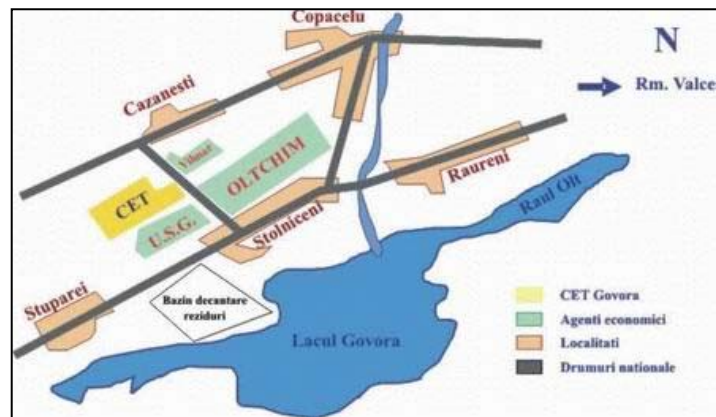 Copacelu
N
Rm. Valce
Cazanesti
Vilmar
OLTCHIM
CET
U.S.G.
Stolniceni
Raureni
Raul Olt
Stuparei
Bazin decantare
reziduri
Lacul Govora
CET Govora
Agenti economici
Localitati
Drumuri nationale